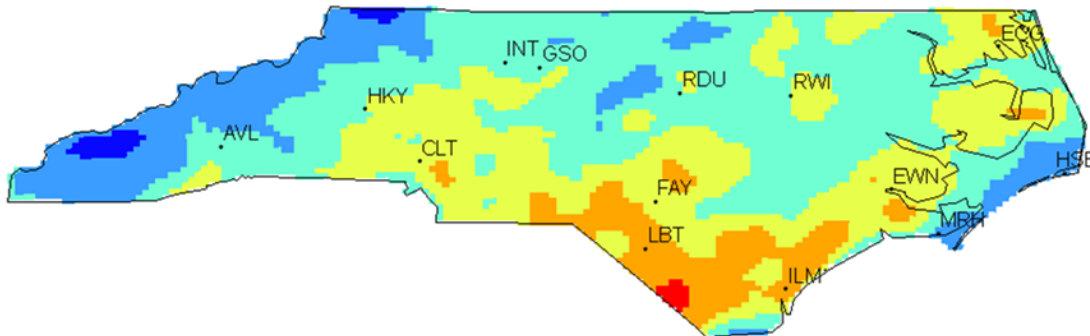 ECG
INT
GSO
RDU
RWI
HKY
AVL
CLT
HSE
EWN
FAY
MRH
LBT
ILM